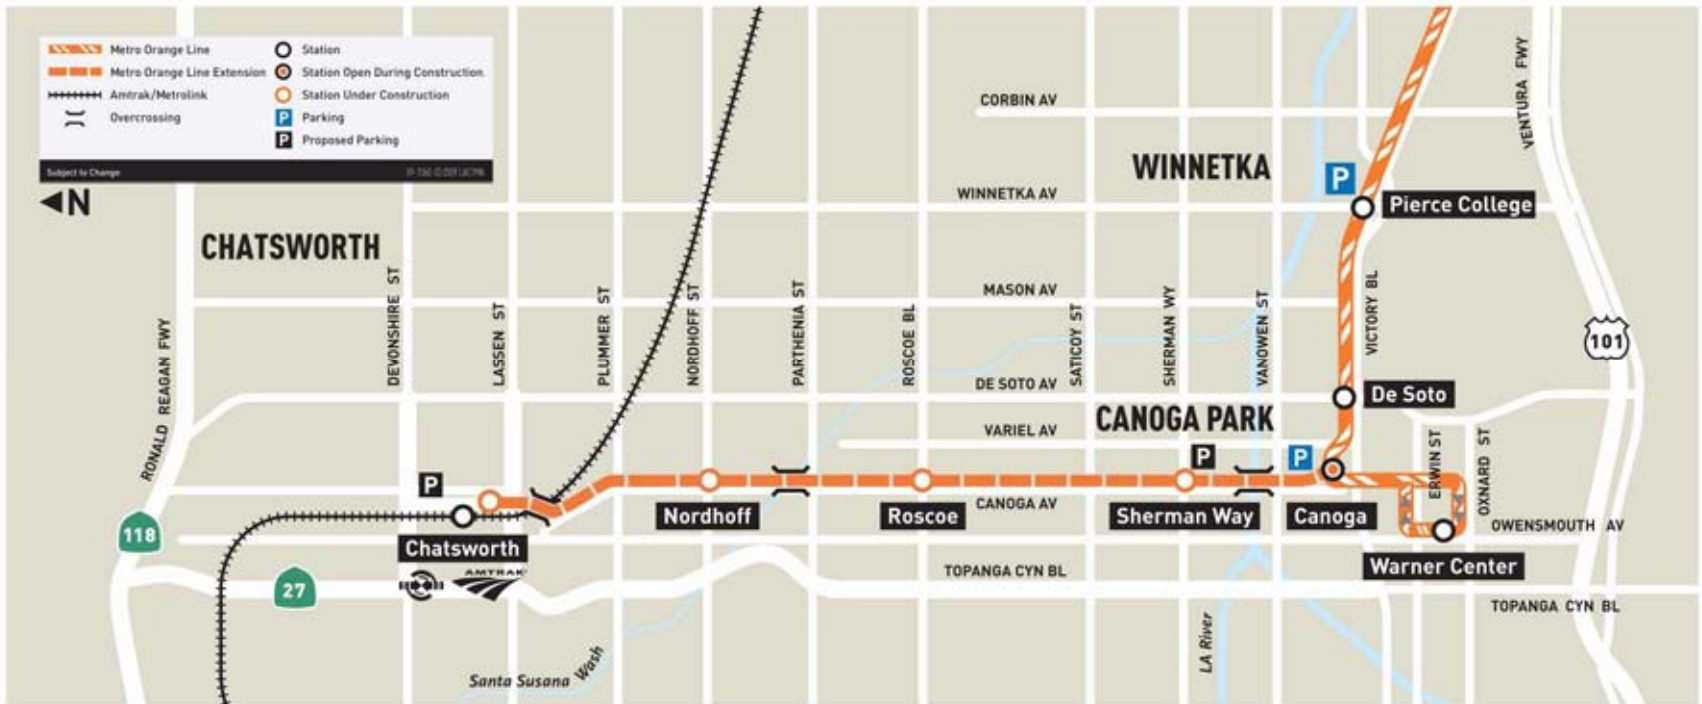 Metro Orange Line
Metro Orange Line Extension
Amtrak/Metrolink
Overcrossing
Station
Station Open During Construction
Station Under Construction
P Parking
P Proposed Parking
Subject to Change
N
CHATSWORTH
WINNETKA
CANOGA PARK
CORBIN AV
WINNETKA AV
MASON AV
DE SOTO AV
VARIEL AV
CANOGA AV
TOPANGA CYN BL
OWENSMOUTH AV
TOPANGA CYN BL
RONALD REAGAN FWY
DEVONSHIRE ST
LASSEN ST
PLUMMER ST
NORDHOFF ST
PARTHENIA ST
ROSCOE BL
SATICOY ST
SHERMAN WY
VANOWEN ST
VICTORY BL
ERWIN ST
OXNARD ST
VENTURA FWY
P
Pierce College
101
De Soto
P
P
P
Nordhoff
Roscoe
Sherman Way
Canoga
Warner Center
Chatsworth
AMTRAK
118
27
Santa Susana Wash
LA River